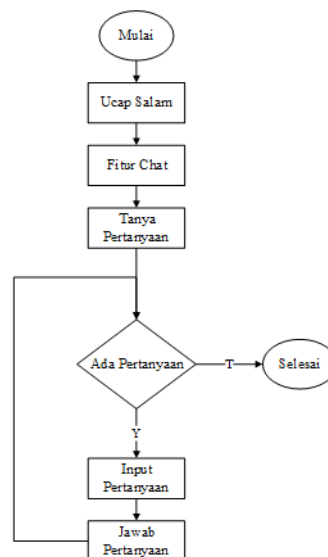 Mulai
Ucap Salam
Fitur Chat
Tanya
Pertanyaan
Ada Pertanyaan
T
Selesai
Y
Input
Pertanyaan
Jawab
Pertanyaan